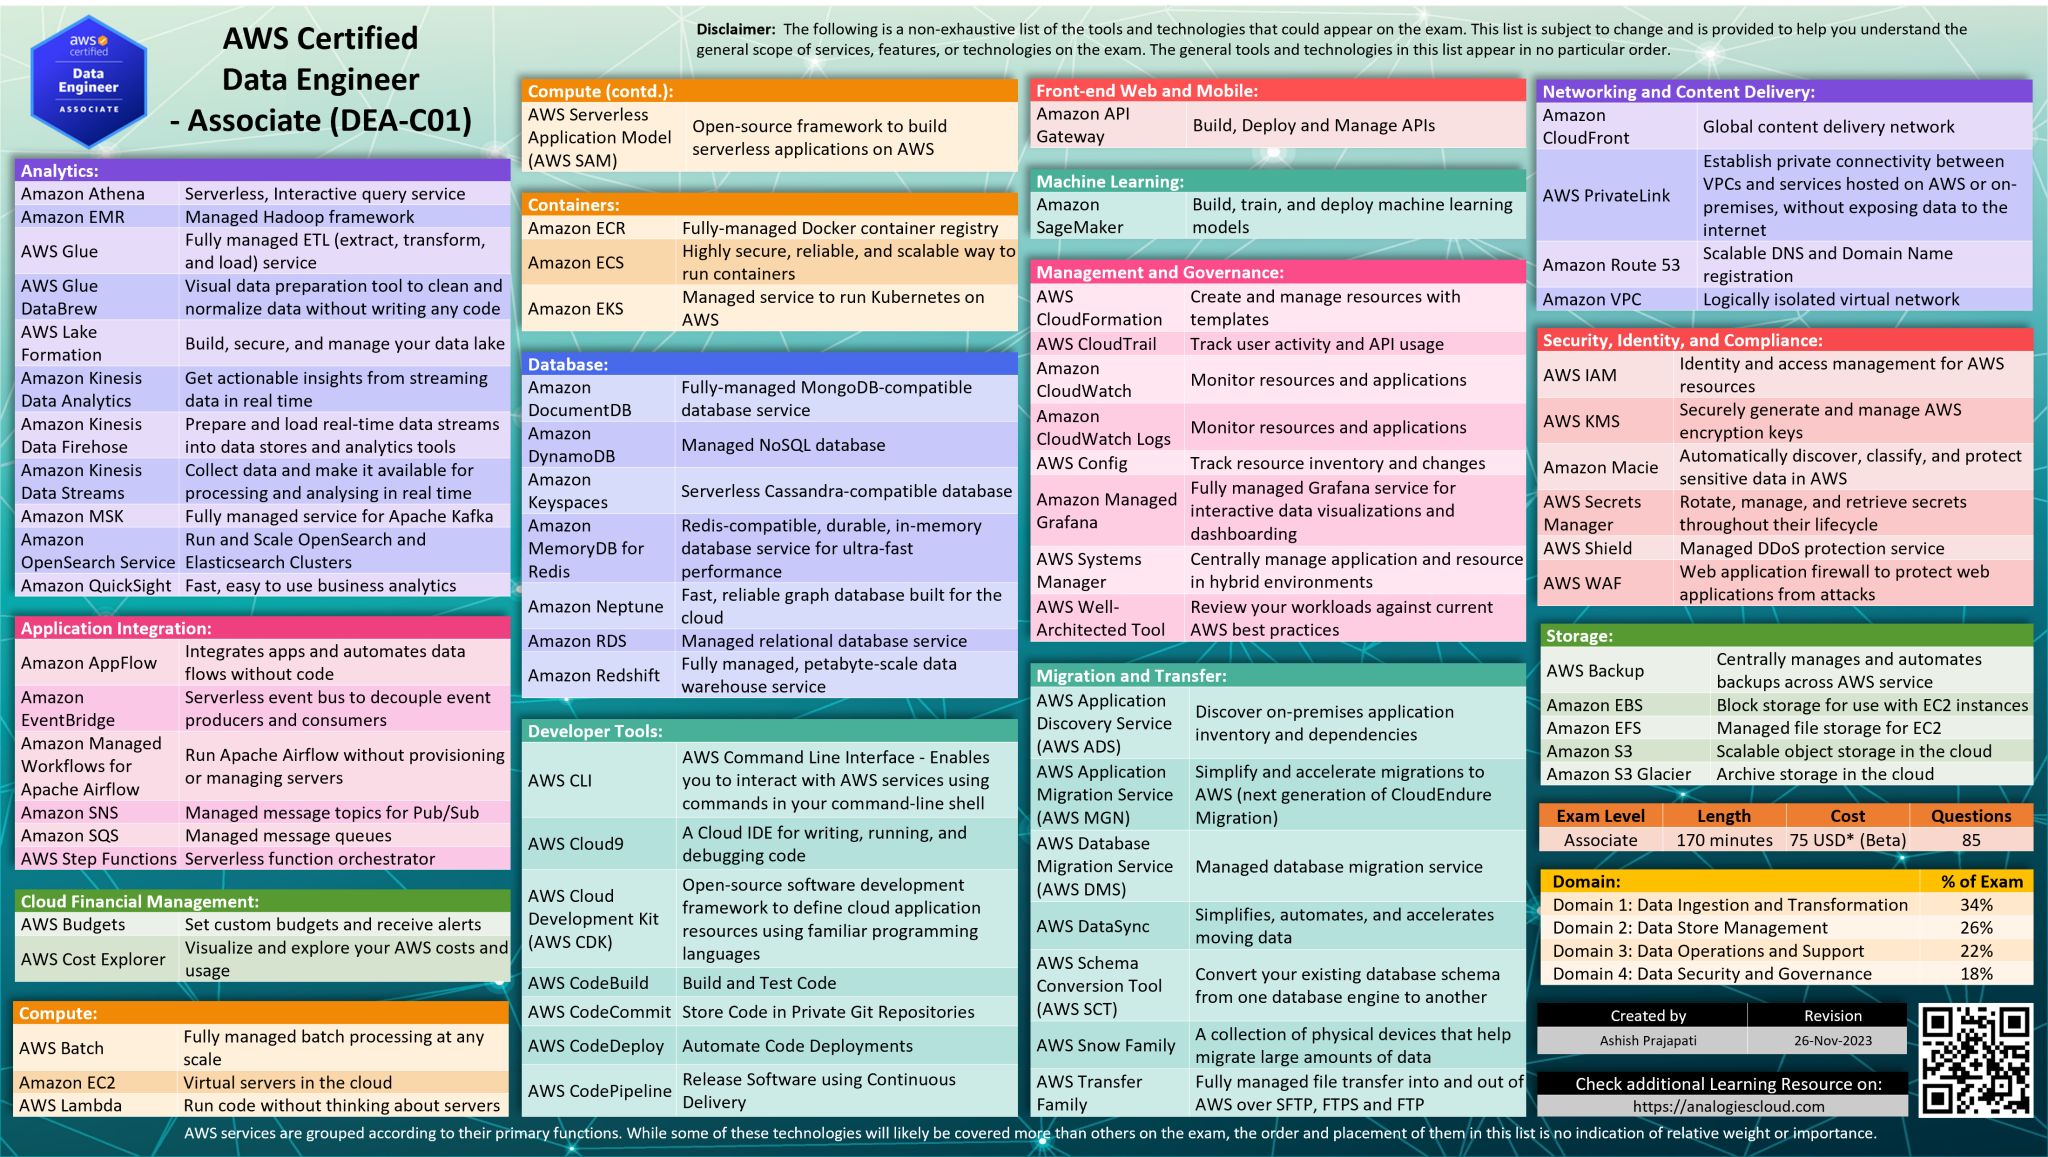 aws
certified
Data
Engineer
ASSOCIATE
AWS Certified
Data Engineer
- Associate (DEA-C01)
Disclaimer: The following is a non-exhaustive list of the tools and technologies that could appear on the exam. This list is subject to change and is provided to help you understand the
general scope of services, features, or technologies on the exam. The general tools and technologies in this list appear in no particular order.
Analytics:
Amazon Athena
Serverless, Interactive query service
Amazon EMR
Managed Hadoop framework
AWS Glue
Fully managed ETL (extract, transform,
and load) service
AWS Glue
DataBrew
Visual data preparation tool to clean and
normalize data without writing any code
AWS Lake
Formation
Build, secure, and manage your data lake
Amazon Kinesis
Data Analytics
Get actionable insights from streaming
data in real time
Amazon Kinesis
Data Firehose
Prepare and load real-time data streams
into data stores and analytics tools
Amazon Kinesis
Data Streams
Collect data and make it available for
processing and analysing in real time
Amazon MSK
Fully managed service for Apache Kafka
Amazon
OpenSearch Service
Run and Scale OpenSearch and
Elasticsearch Clusters
Amazon QuickSight
Fast, easy to use business analytics
Application Integration:
Amazon AppFlow
Integrates apps and automates data
flows without code
Amazon
EventBridge
Serverless event bus to decouple event
producers and consumers
Amazon Managed
Workflows for
Apache Airflow
Run Apache Airflow without provisioning
or managing servers
Amazon SNS
Managed message topics for Pub/Sub
Amazon SQS
Managed message queues
AWS Step Functions
Serverless function orchestrator
Cloud Financial Management:
AWS Budgets
Set custom budgets and receive alerts
AWS Cost Explorer
Visualize and explore your AWS costs and
usage
Compute:
AWS Batch
Fully managed batch processing at any
scale
Amazon EC2
Virtual servers in the cloud
AWS Lambda
Run code without thinking about servers
Compute (contd.):
AWS Serverless
Application Model
(AWS SAM)
Open-source framework to build
serverless applications on AWS
Containers:
Amazon ECR
Fully-managed Docker container registry
Amazon ECS
Highly secure, reliable, and scalable way to
run containers
Amazon EKS
Managed service to run Kubernetes on
AWS
Database:
Amazon
DocumentDB
Fully-managed MongoDB-compatible
database service
Amazon
DynamoDB
Managed NoSQL database
Amazon
Keyspaces
Serverless Cassandra-compatible database
Amazon
MemoryDB for
Redis
Redis-compatible, durable, in-memory
database service for ultra-fast
performance
Amazon Neptune
Fast, reliable graph database built for the
cloud
Amazon RDS
Managed relational database service
Amazon Redshift
Fully managed, petabyte-scale data
warehouse service
Developer Tools:
AWS CLI
AWS Command Line Interface - Enables
you to interact with AWS services using
commands in your command-line shell
AWS Cloud9
A Cloud IDE for writing, running, and
debugging code
AWS Cloud
Development Kit
(AWS CDK)
Open-source software development
framework to define cloud application
resources using familiar programming
languages
AWS CodeBuild
Build and Test Code
AWS CodeCommit
Store Code in Private Git Repositories
AWS CodeDeploy
Automate Code Deployments
AWS CodePipeline
Release Software using Continuous
Delivery
Front-end Web and Mobile:
Amazon API
Gateway
Build, Deploy and Manage APIs
Machine Learning:
Amazon
SageMaker
Build, train, and deploy machine learning
models
Management and Governance:
AWS
CloudFormation
Create and manage resources with
templates
AWS CloudTrail
Track user activity and API usage
Amazon
CloudWatch
Monitor resources and applications
Amazon
CloudWatch Logs
Monitor resources and applications
AWS Config
Track resource inventory and changes
Amazon Managed
Grafana
Fully managed Grafana service for
interactive data visualizations and
dashboarding
AWS Systems
Manager
Centrally manage application and resource
in hybrid environments
AWS Well-
Architected Tool
Review your workloads against current
AWS best practices
Migration and Transfer:
AWS Application
Discovery Service
(AWS ADS)
Discover on-premises application
inventory and dependencies
AWS Application
Migration Service
(AWS MGN)
Simplify and accelerate migrations to
AWS (next generation of CloudEndure
Migration)
AWS Database
Migration Service
(AWS DMS)
Managed database migration service
AWS DataSync
Simplifies, automates, and accelerates
moving data
AWS Schema
Conversion Tool
(AWS SCT)
Convert your existing database schema
from one database engine to another
AWS Snow Family
A collection of physical devices that help
migrate large amounts of data
AWS Transfer
Family
Fully managed file transfer into and out of
AWS over SFTP, FTPS and FTP
Networking and Content Delivery:
Amazon
CloudFront
Global content delivery network
AWS PrivateLink
Establish private connectivity between
VPCs and services hosted on AWS or on-
premises, without exposing data to the
internet
Amazon Route 53
Scalable DNS and Domain Name
registration
Amazon VPC
Logically isolated virtual network
Security, Identity, and Compliance:
AWS IAM
Identity and access management for AWS
resources
AWS KMS
Securely generate and manage AWS
encryption keys
Amazon Macie
Automatically discover, classify, and protect
sensitive data in AWS
AWS Secrets
Manager
Rotate, manage, and retrieve secrets
throughout their lifecycle
AWS Shield
Managed DDoS protection service
AWS WAF
Web application firewall to protect web
applications from attacks
Storage:
AWS Backup
Centrally manages and automates
backups across AWS service
Amazon EBS
Block storage for use with EC2 instances
Amazon EFS
Managed file storage for EC2
Amazon S3
Scalable object storage in the cloud
Amazon S3 Glacier
Archive storage in the cloud
Exam Level Length Cost Questions
Associate 170 minutes 75 USD* (Beta) 85
Domain: % of Exam
Domain 1: Data Ingestion and Transformation 34%
Domain 2: Data Store Management 26%
Domain 3: Data Operations and Support 22%
Domain 4: Data Security and Governance 18%
Created by Revision
Ashish Prajapati 26-Nov-2023
Check additional Learning Resource on:
https://analogiescloud.com
AWS services are grouped according to their primary functions. While some of these technologies will likely be covered more than others on the exam, the order and placement of them in this list is no indication of relative weight or importance.